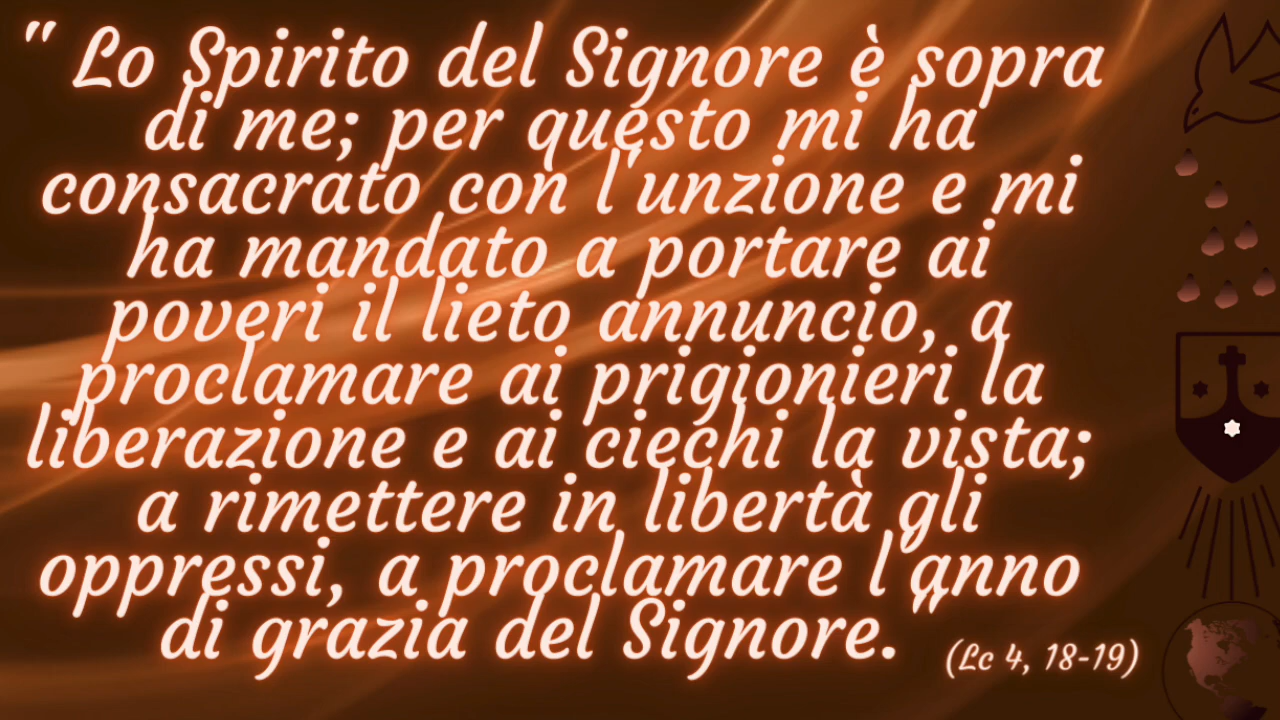 " Lo Spirito del Signore è sopra
di me; per questo mi ha
consacrato con l'unzione e mi
ha mandato a portare ai
poveri il lieto annuncio, a
proclamare ai prigionieri la
liberazione e ai ciechi la vista;
a rimettere in libertà gli
oppressi, a proclamare l'anno
di grazia del Signore. "
(Lc 4, 18-19)